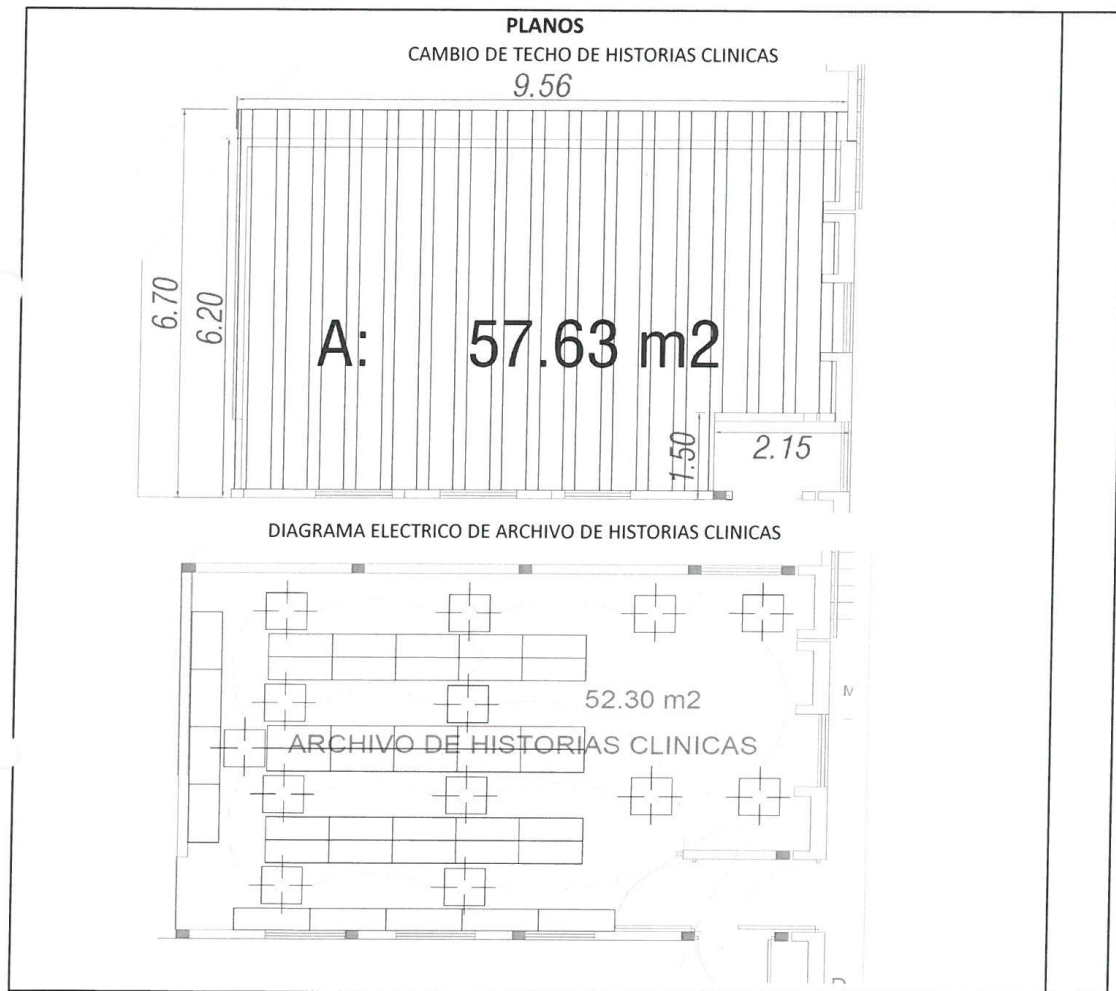 PLANOS
CAMBIO DE TECHO DE HISTORIAS CLINICAS
9.56
6.70
6.20
A: 57.63 m2
1.50
2.15
DIAGRAMA ELECTRICO DE ARCHIVO DE HISTORIAS CLINICAS
52.30 m2
M
ARCHIVO DE HISTORIAS CLINICAS